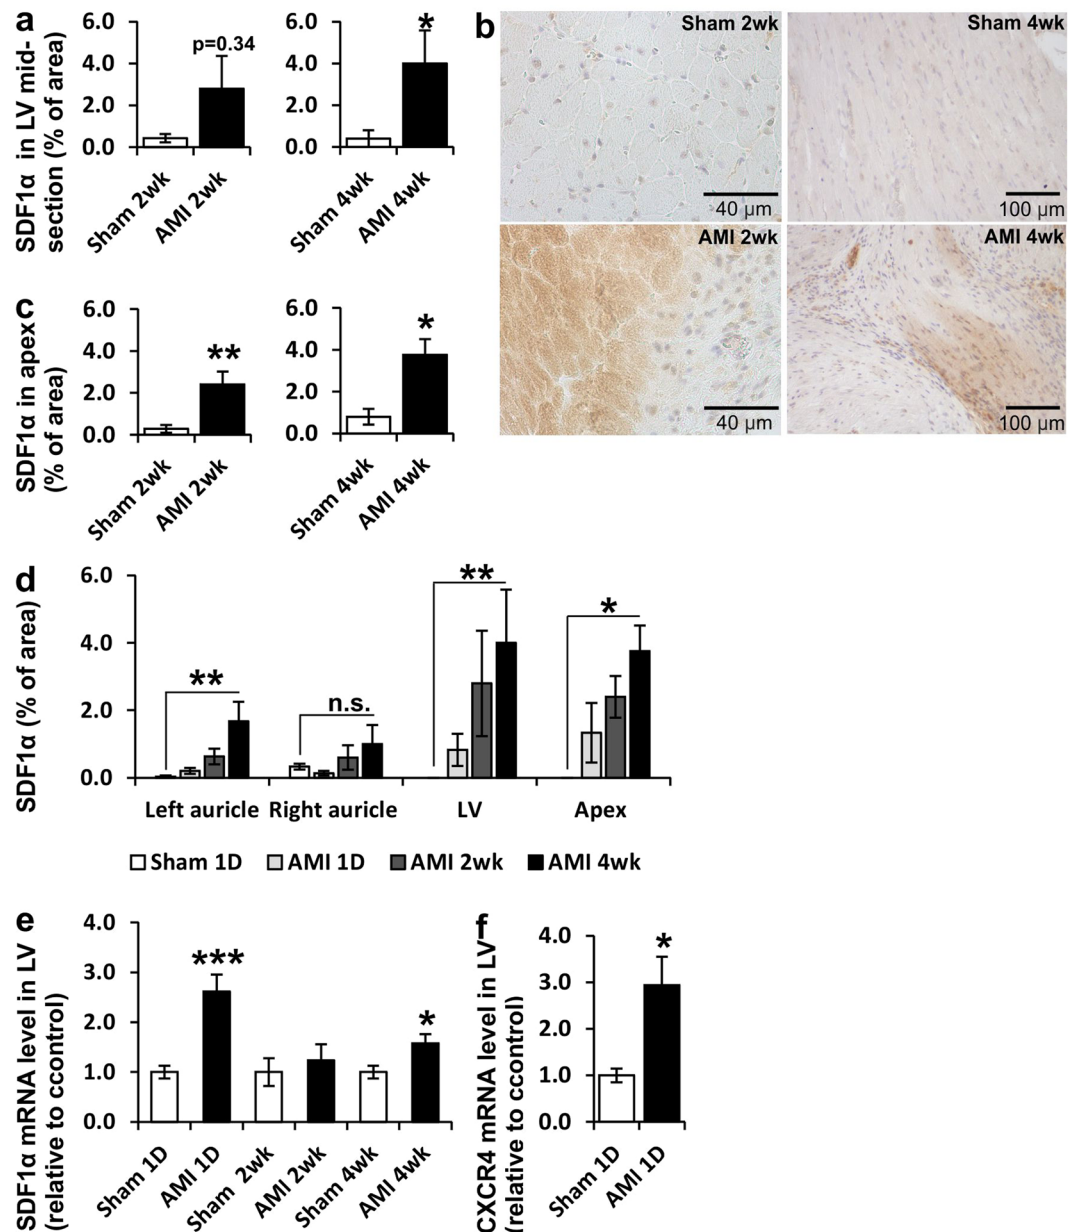 a
SDF1α in LV mid-
section (% of area)
6.0
4.0
2.0
0.0
p=0.34
Sham 2wk
AMI 2wk
6.0
4.0
2.0
0.0
*
Sham 4wk
AMI 4wk
b
Sham 2wk
40 µm
Sham 4wk
100 µm
AMI 2wk
40 µm
AMI 4wk
100 µm
c
SDF1α in apex
(% of area)
6.0
4.0
2.0
0.0
**
Sham 2wk
AMI 2wk
6.0
4.0
2.0
0.0
*
Sham 4wk
AMI 4wk
d
SDF1α (% of area)
6.0
4.0
2.0
0.0
**
n.s.
**
*
Left auricle Right auricle LV Apex
Sham 1D AMI 1D AMI 2wk AMI 4wk
e
SDF1α mRNA level in LV
(relative to ccontrol)
4.0
3.0
2.0
1.0
0.0
***
*
Sham 1D
AMI 1D
Sham 2wk
AMI 2wk
Sham 4wk
AMI 4wk
f
CXCR4 mRNA level in LV
(relative to ccontrol)
4.0
3.0
2.0
1.0
0.0
*
Sham 1D
AMI 1D